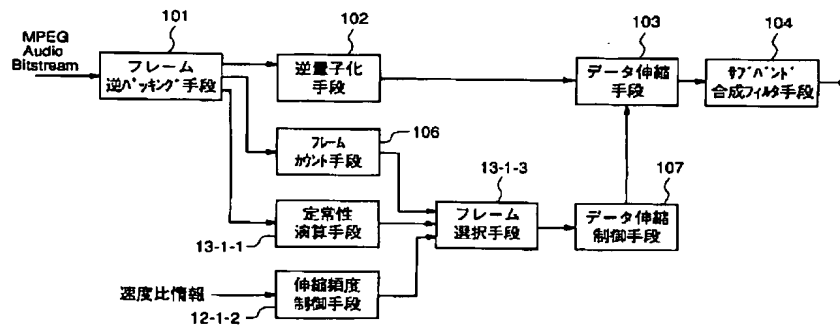 101
102
103
104
MPEG
Audio
Bitstream
フレーム
逆パッキング手段
逆量子化
手段
データ伸縮
手段
サブバンド
合成フィルタ手段
106
フレーム
カウント手段
13-1-3
107
定常性
演算手段
フレーム
選択手段
データ伸縮
制御手段
13-1-1
速度比情報
伸縮頻度
制御手段
12-1-2